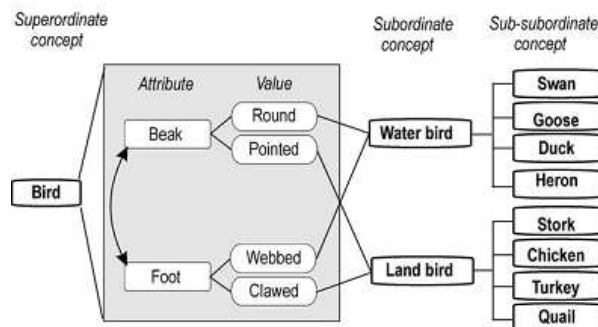 Superordinate
concept
Subordinate
concept
Sub-subordinate
concept
Attribute
Value
Bird
Beak
Round
Pointed
Foot
Webbed
Clawed
Water bird
Land bird
Swan
Goose
Duck
Heron
Stork
Chicken
Turkey
Quail